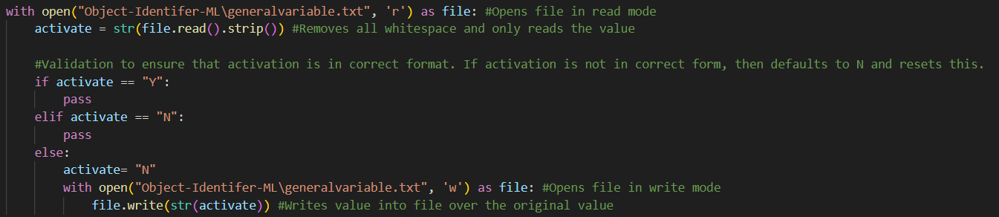 with open("Object-Identifer-ML\generalvariable.txt", 'r') as file: #Opens file in read mode
    activate = str(file.read().strip()) #Removes all whitespace and only reads the value

    #Validation to ensure that activation is in correct format. If activation is not in correct form, then defaults to N and resets this.
    if activate == "Y":
        pass
    elif activate == "N":
        pass
    else:
        activate= "N"
        with open("Object-Identifer-ML\generalvariable.txt", 'w') as file: #Opens file in write mode
            file.write(str(activate)) #Writes value into file over the original value